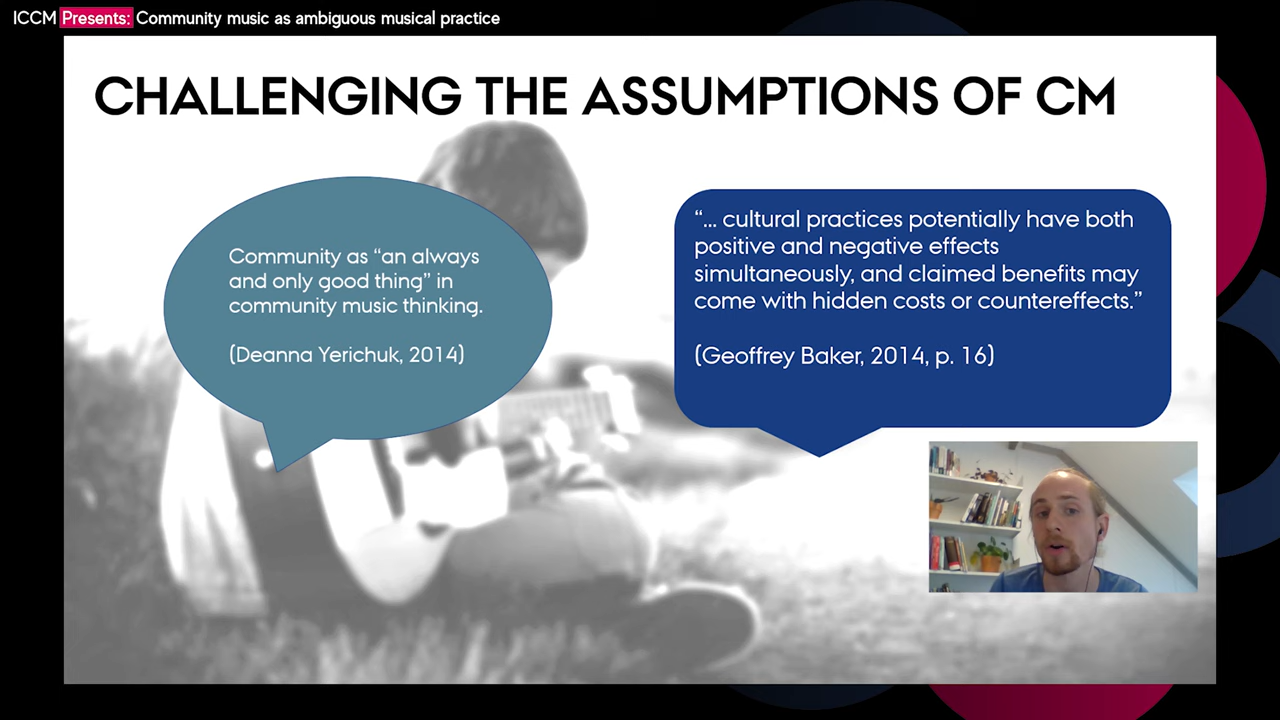 ICCM Presents: Community music as ambiguous musical practice
CHALLENGING THE ASSUMPTIONS OF CM
Community as “an always
and only good thing” in
community music thinking.
(Deanna Yerichuk, 2014)
“... cultural practices potentially have both
positive and negative effects
simultaneously, and claimed benefits may
come with hidden costs or countereffects.”
(Geoffrey Baker, 2014, p. 16)